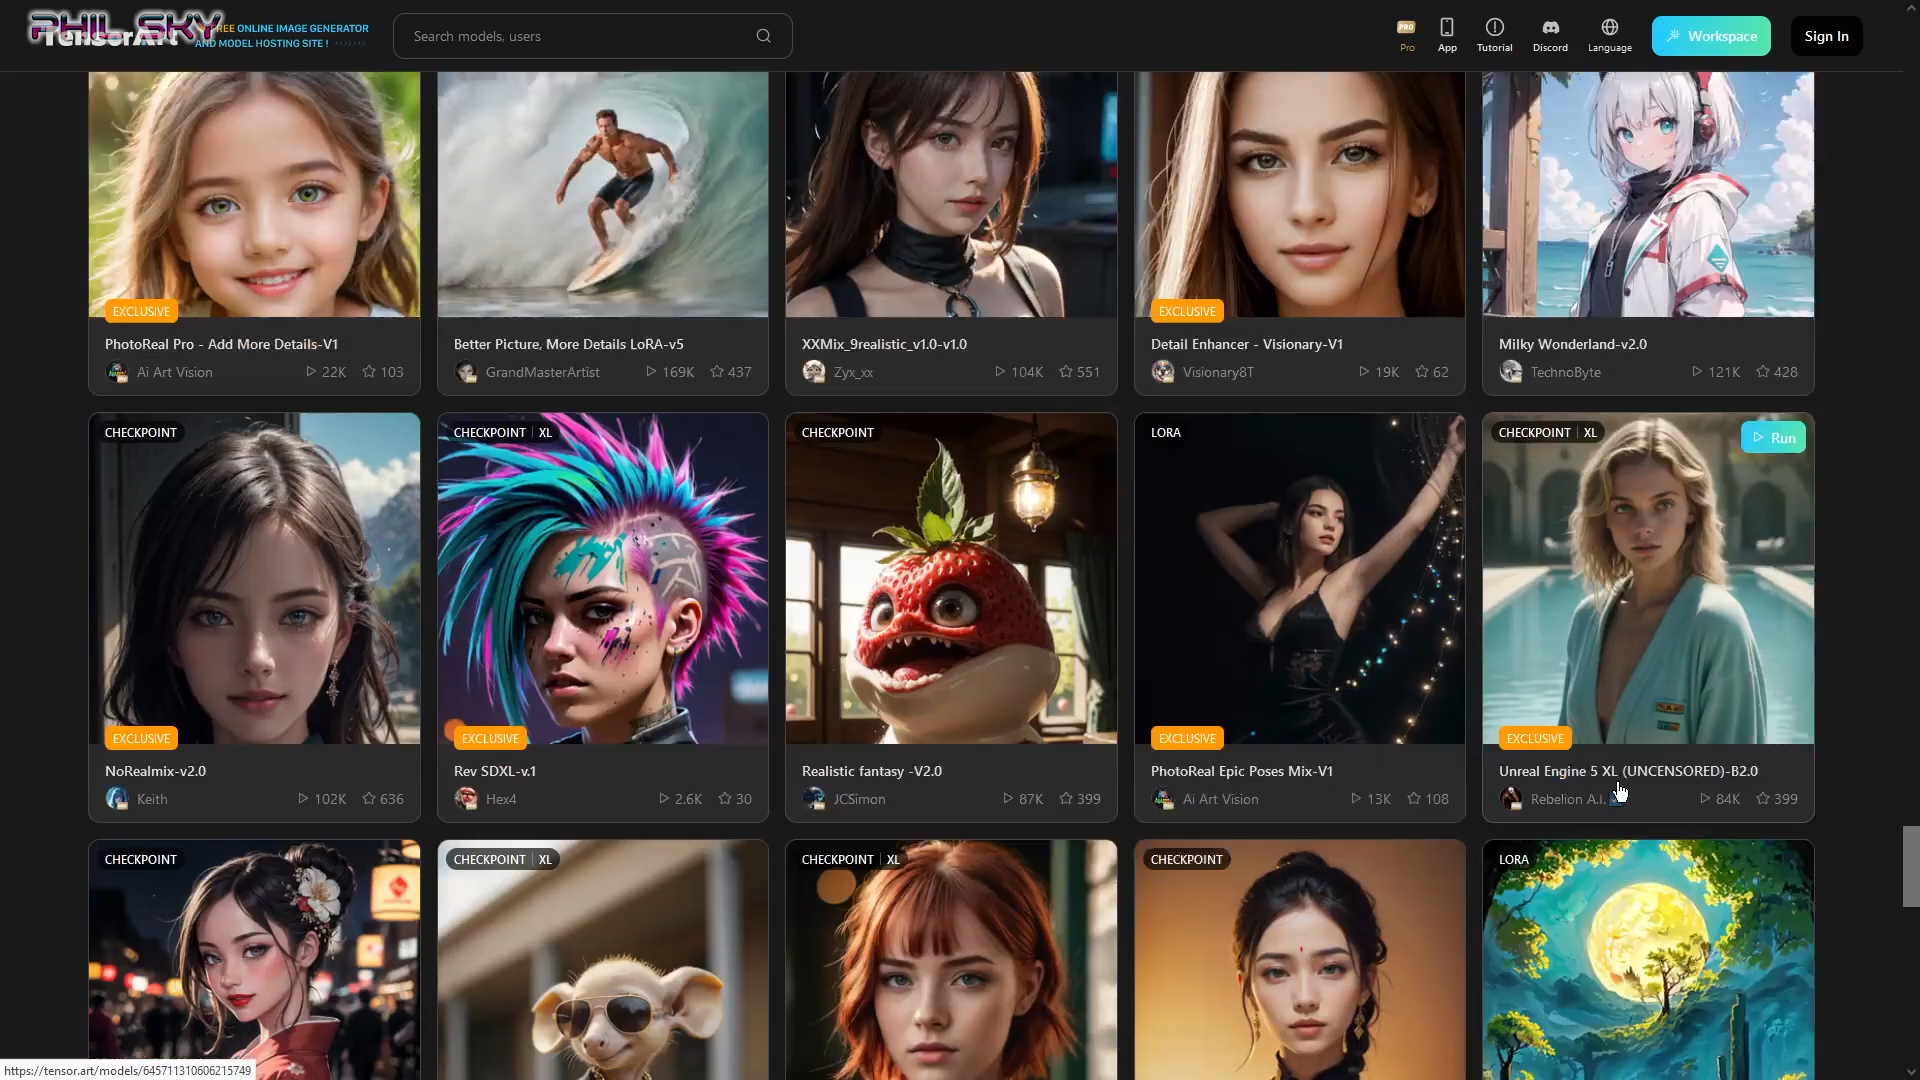 PHIL SKY
TensorArt
FREE ONLINE IMAGE GENERATOR
AND MODEL HOSTING SITE !
Search models, users
PRO
Pro
App
Tutorial
Discord
Language
Workspace
Sign In
EXCLUSIVE
PhotoReal Pro - Add More Details-V1
Ai Art Vision
22K
103
Better Picture, More Details LoRA-v5
GrandMasterArtist
169K
437
XXMix_9realistic_v1.0-v1.0
Zyx_xx
104K
551
EXCLUSIVE
Detail Enhancer - Visionary-V1
Visionary8T
19K
62
Milky Wonderland-v2.0
TechnoByte
121K
428
CHECKPOINT
EXCLUSIVE
NoRealmix-v2.0
Keith
102K
636
CHECKPOINT | XL
EXCLUSIVE
Rev SDXL-v.1
Hex4
2.6K
30
CHECKPOINT
Realistic fantasy -V2.0
JCSimon
87K
399
LORA
EXCLUSIVE
PhotoReal Epic Poses Mix-V1
Ai Art Vision
13K
108
CHECKPOINT | XL
Run
EXCLUSIVE
Unreal Engine 5 XL (UNCENSORED)-B2.0
Rebelion A.I.
84K
399
CHECKPOINT
CHECKPOINT | XL
CHECKPOINT | XL
CHECKPOINT
LORA
https://tensor.art/models/645711310606215749